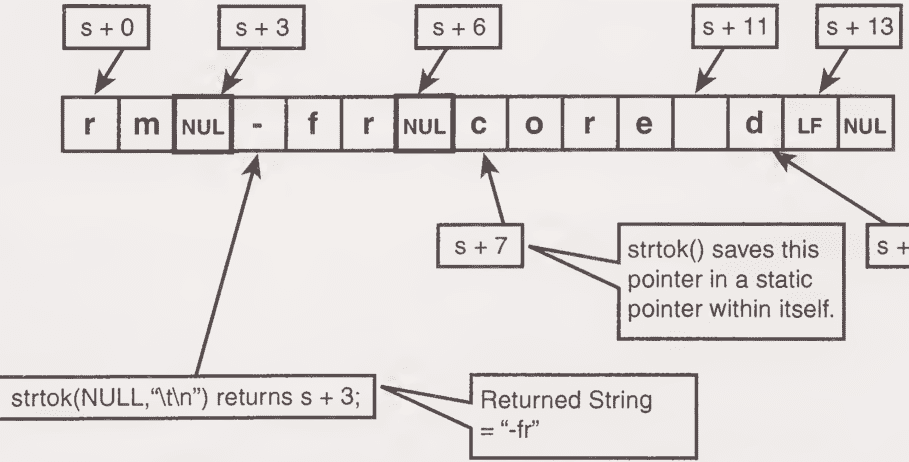 s + 0
s + 3
s + 6
s + 11
s + 13
r m NUL - f r NUL c o r e d LF NUL
s + 7
s +
strtok() saves this
pointer in a static
pointer within itself.
strtok(NULL,“\t\n”) returns s + 3;
Returned String
= “-fr”